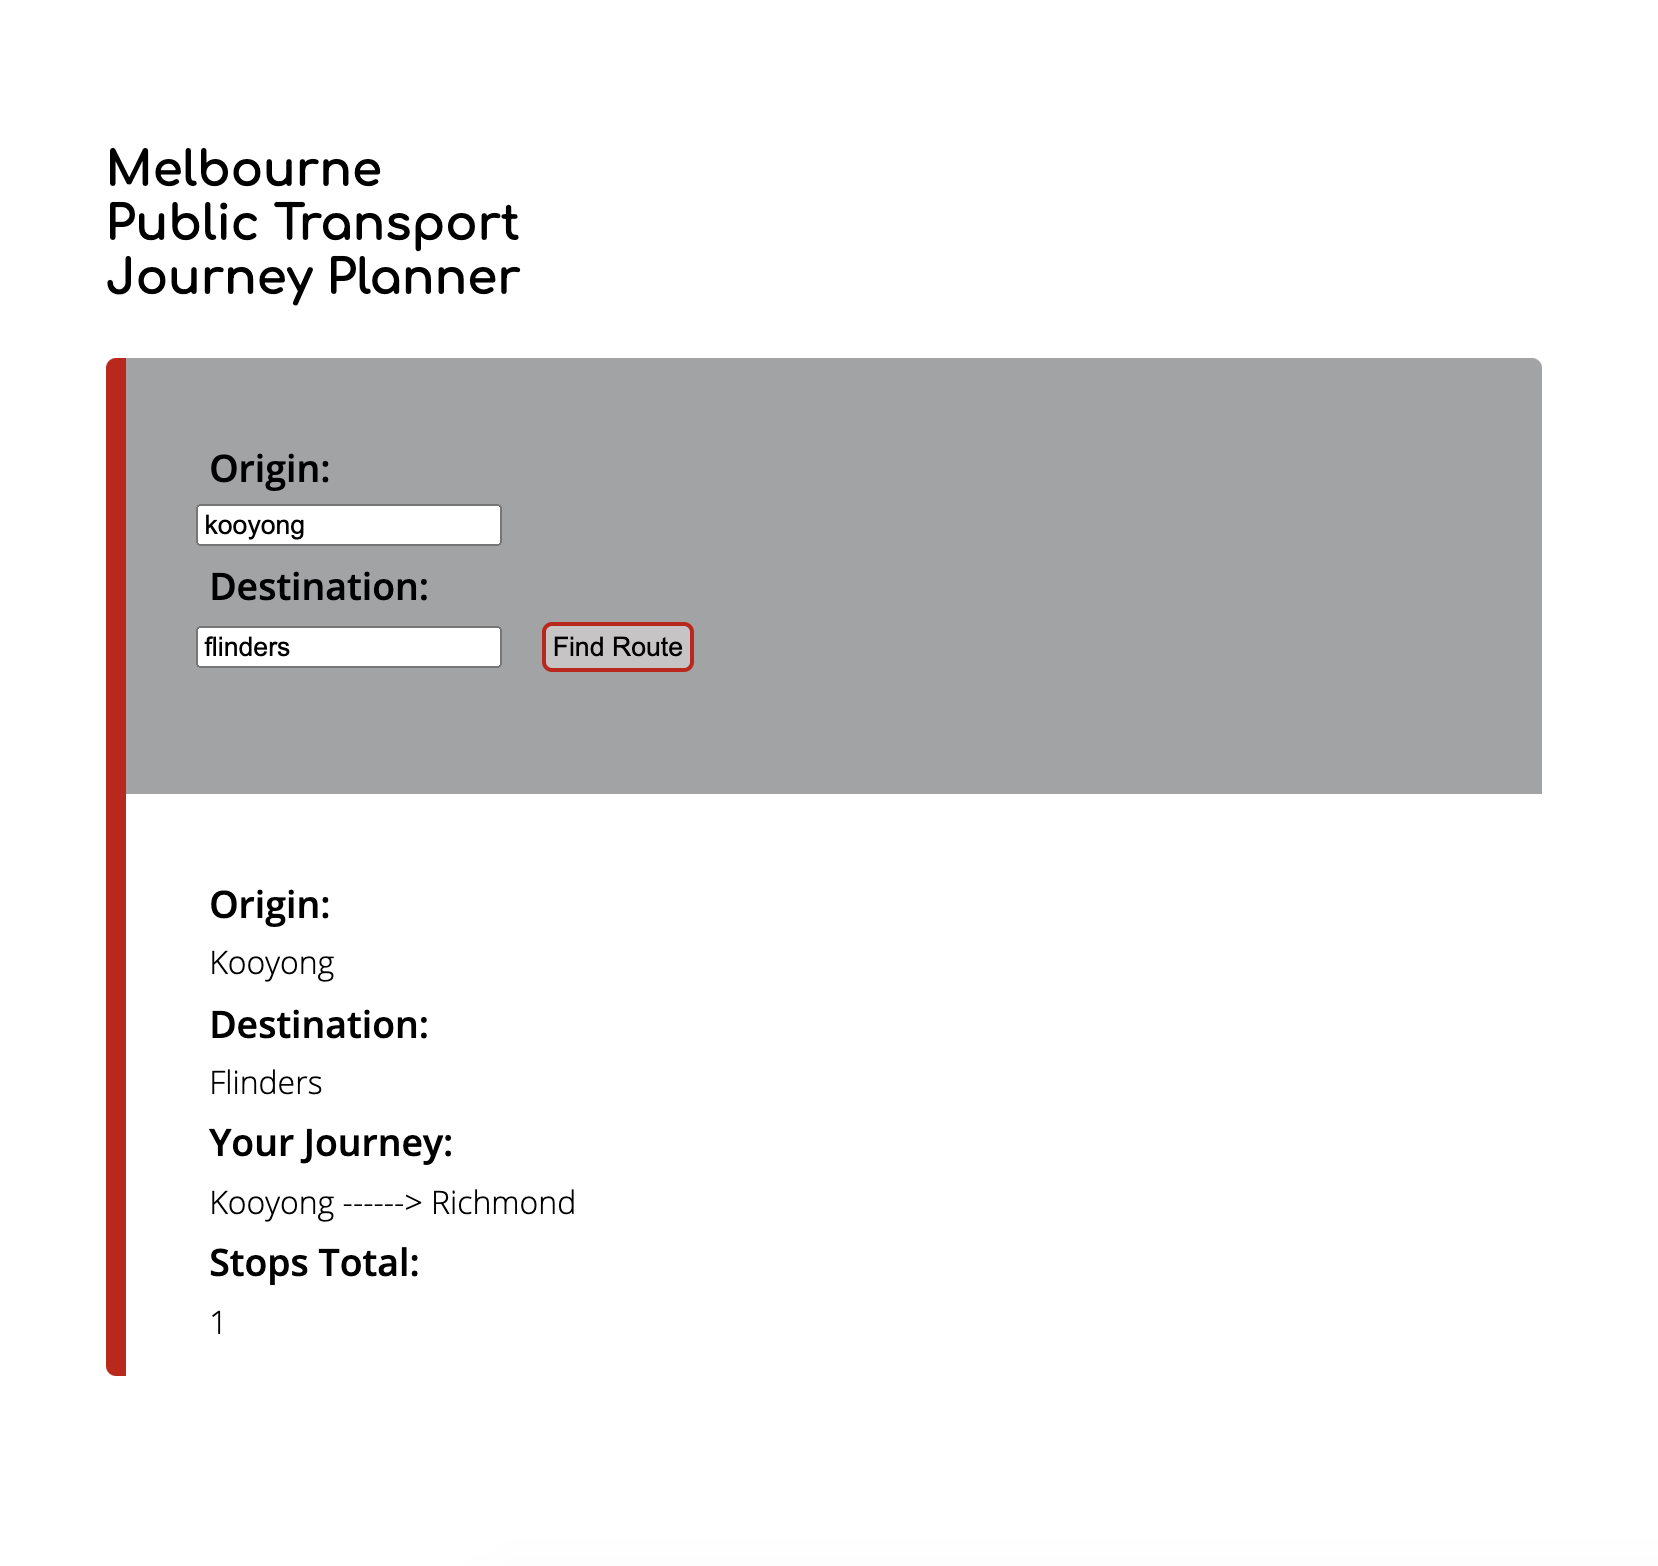 Melbourne
Public Transport
Journey Planner
Origin:
kooyong
Destination:
flinders
Find Route
Origin:
Kooyong
Destination:
Flinders
Your Journey:
Kooyong ------> Richmond
Stops Total:
1